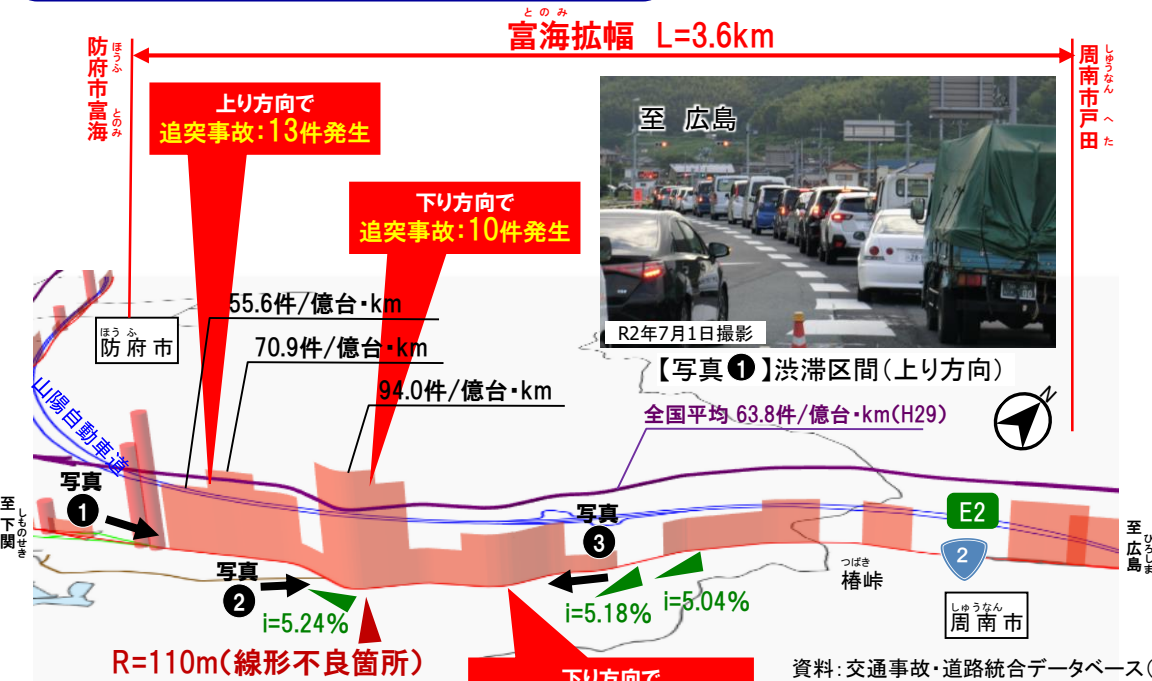 とのみ
富海拡幅 L=3.6km
ほうふ とのみ
防府市富海
しゅうなん へた
周南市戸田
上り方向で
追突事故:13件発生
下り方向で
追突事故:10件発生
至 広島
R2年7月1日撮影
【写真❶】渋滞区間(上り方向)
55.6件/億台・km
70.9件/億台・km
94.0件/億台・km
全国平均 63.8件/億台・km(H29)
N
ほうふ
防府市
山陽自動車道
写真
1
写真
2
写真
3
しものせき
至下関
E2
2
ひろしま
至広島
つばき
椿峠
しゅうなん
周南市
i=5.24%
i=5.18%
i=5.04%
R=110m(線形不良箇所)
下り方向で
資料:交通事故・道路統合データベース(